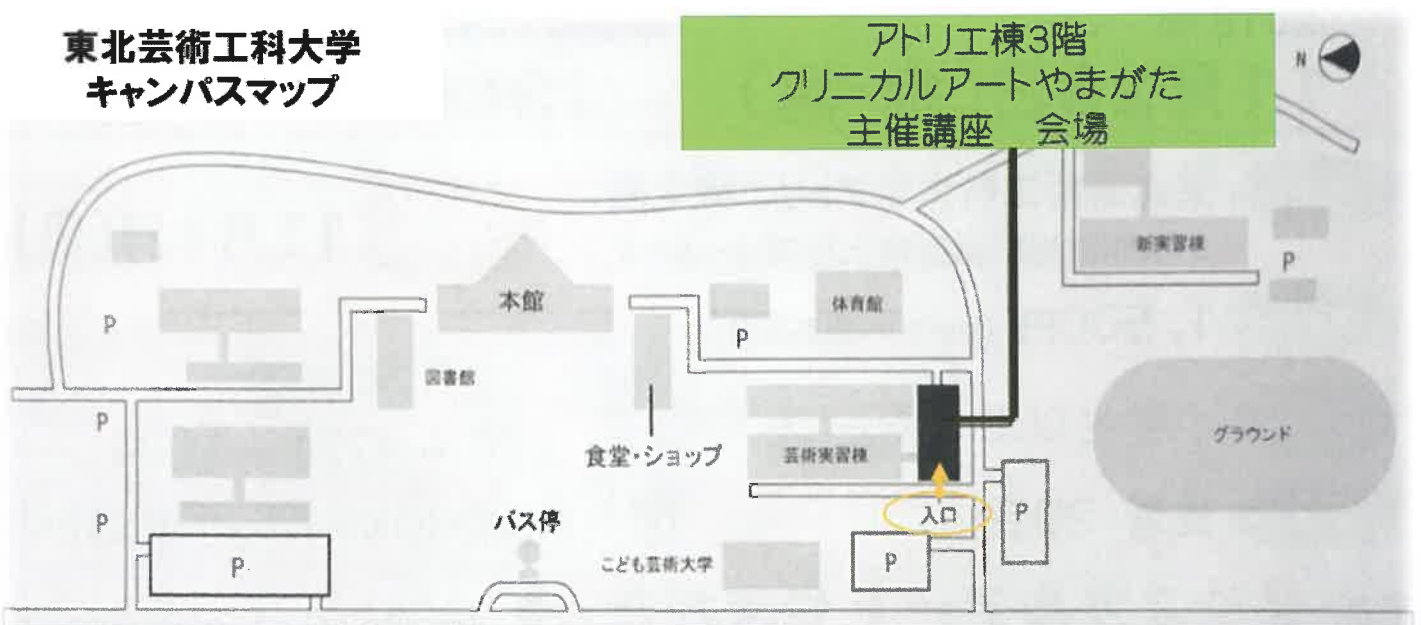 東北芸術工科大学
キャンパスマップ
アトリエ棟3階
クリニカルアートやまがた
主催講座　会場
N
新実習棟
P
本館
体育館
P
P
図書館
P
グラウンド
食堂・ショップ
芸術実習棟
P
バス停
入口
P
P
こども芸術大学
P